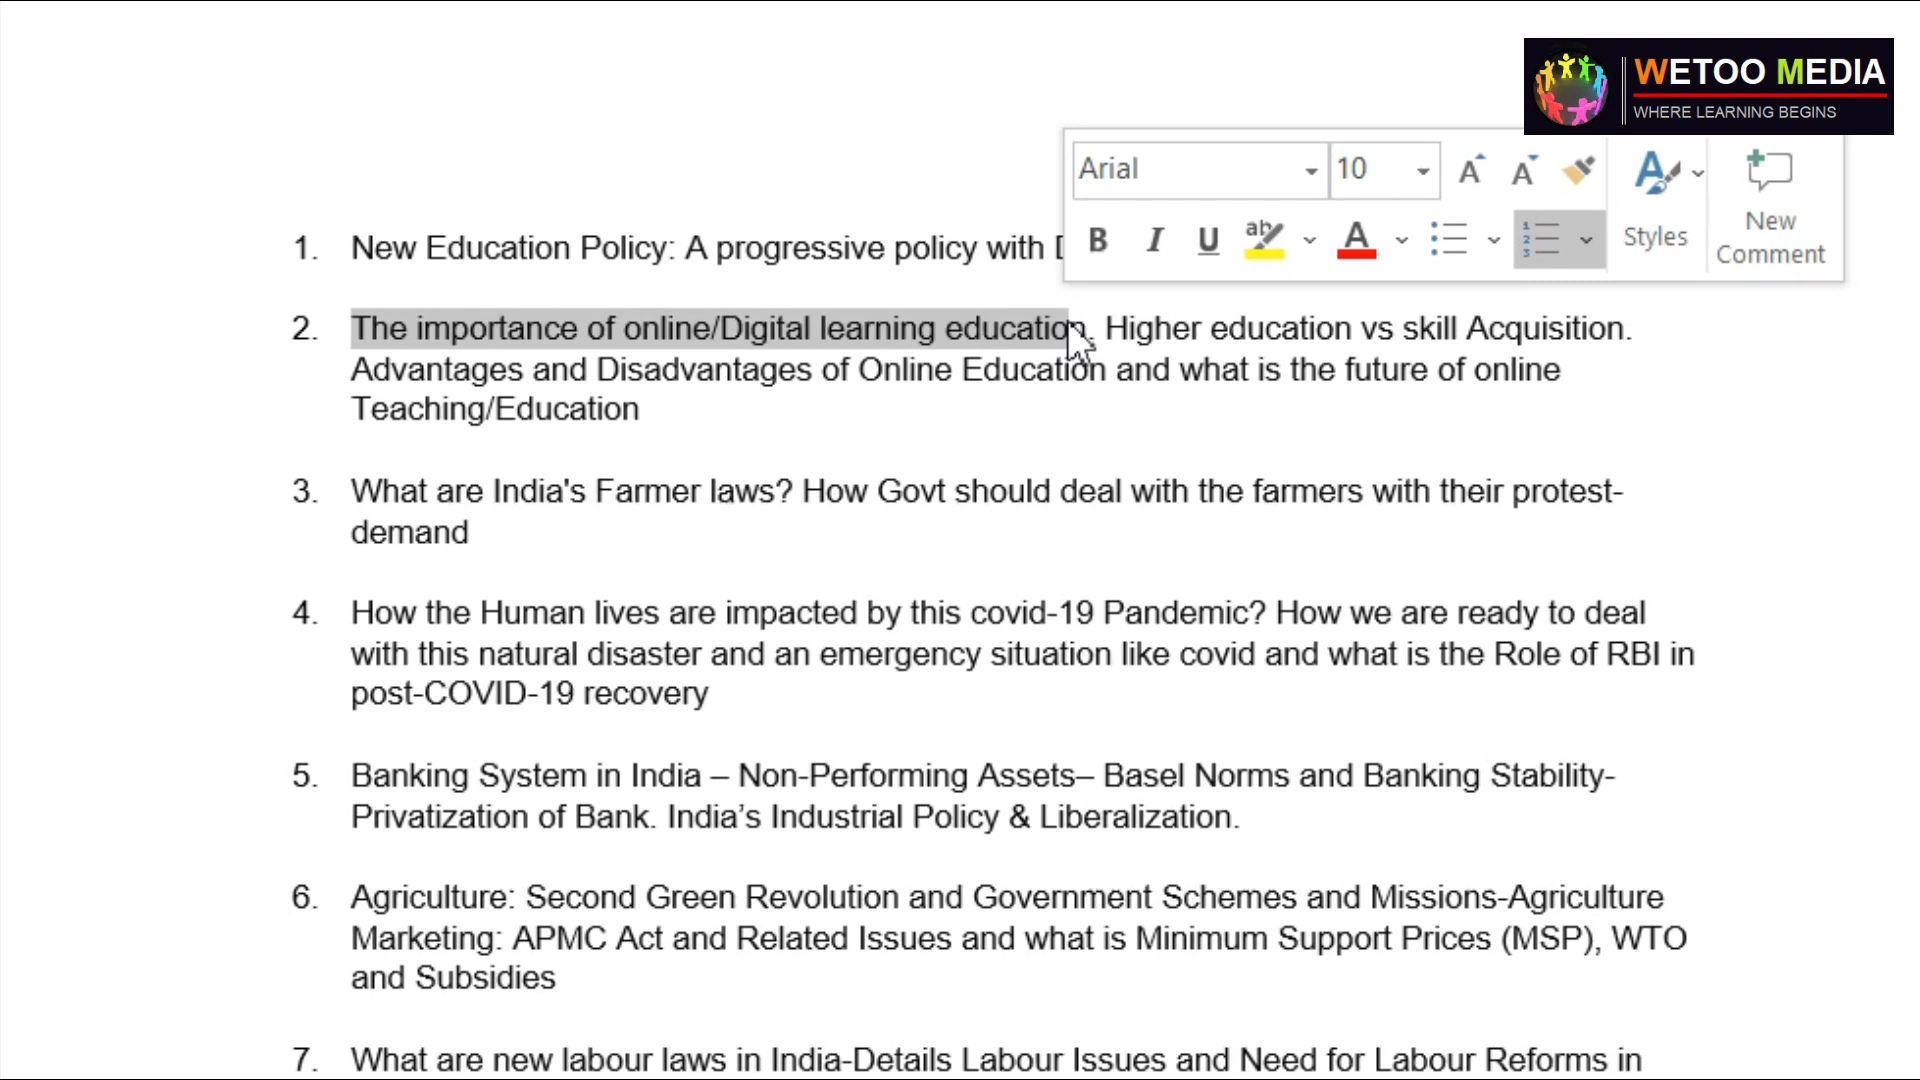 WETOO MEDIA
WHERE LEARNING BEGINS
Arial
10
A
A
Styles
New
Comment
B
I
U
ab
A
1. New Education Policy: A progressive policy with
2. The importance of online/Digital learning education. Higher education vs skill Acquisition.
Advantages and Disadvantages of Online Education and what is the future of online
Teaching/Education
3. What are India's Farmer laws? How Govt should deal with the farmers with their protest-
demand
4. How the Human lives are impacted by this covid-19 Pandemic? How we are ready to deal
with this natural disaster and an emergency situation like covid and what is the Role of RBI in
post-COVID-19 recovery
5. Banking System in India – Non-Performing Assets– Basel Norms and Banking Stability-
Privatization of Bank. India’s Industrial Policy & Liberalization.
6. Agriculture: Second Green Revolution and Government Schemes and Missions-Agriculture
Marketing: APMC Act and Related Issues and what is Minimum Support Prices (MSP), WTO
and Subsidies
7. What are new labour laws in India-Details Labour Issues and Need for Labour Reforms in